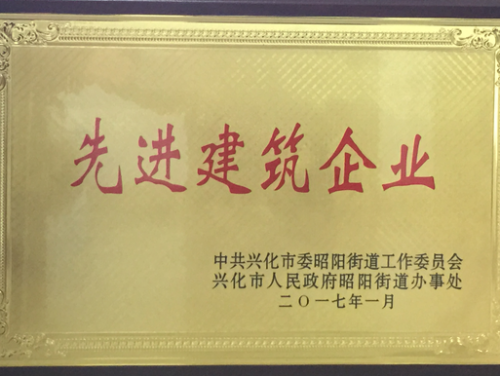 先进建筑企业
中共兴化市委昭阳街道工作委员会
兴化市人民政府昭阳街道办事处
二〇一七年一月